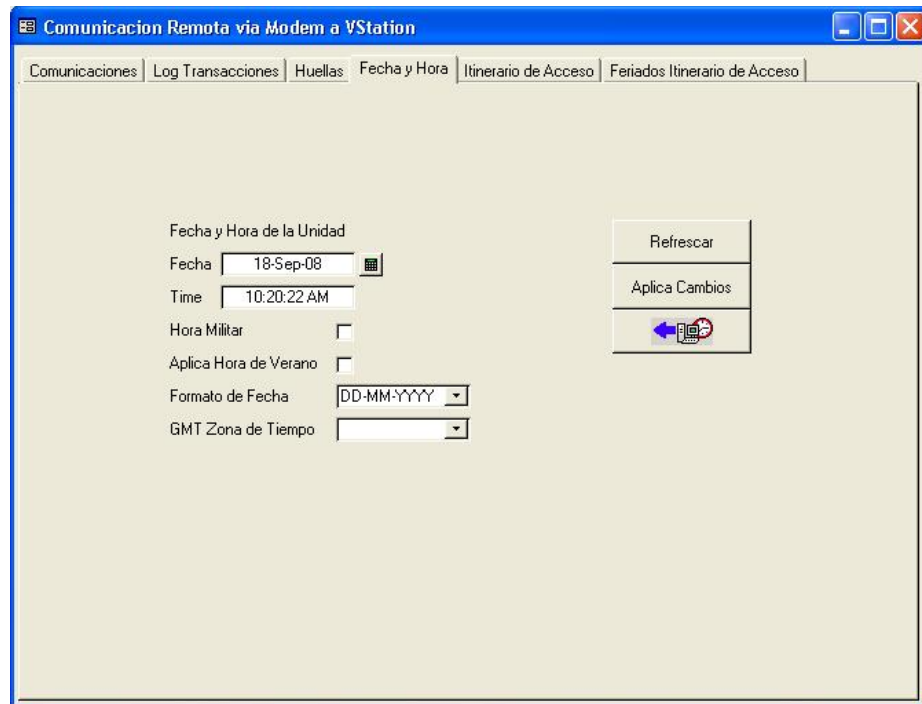 Comunicacion Remota via Modem a VStation
Comunicaciones Log Transacciones Huellas Fecha y Hora Itinerario de Acceso Feriados Itinerario de Acceso
Fecha y Hora de la Unidad
Fecha 18-Sep-08
Time 10:20:22 AM
Hora Militar
Aplica Hora de Verano
Formato de Fecha DD-MM-YYYY
GMT Zona de Tiempo
Refrescar
Aplica Cambios